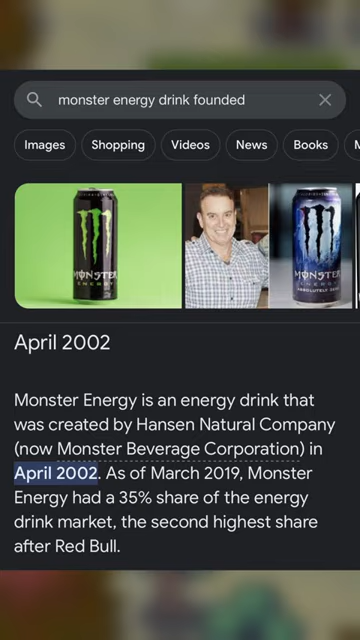 monster energy drink founded
Images Shopping Videos News Books M
MONSTER
ENERGY
MONSTER
ENERGY
ABSOLUTELY ZERO
April 2002
Monster Energy is an energy drink that
was created by Hansen Natural Company
(now Monster Beverage Corporation) in
April 2002. As of March 2019, Monster
Energy had a 35% share of the energy
drink market, the second highest share
after Red Bull.